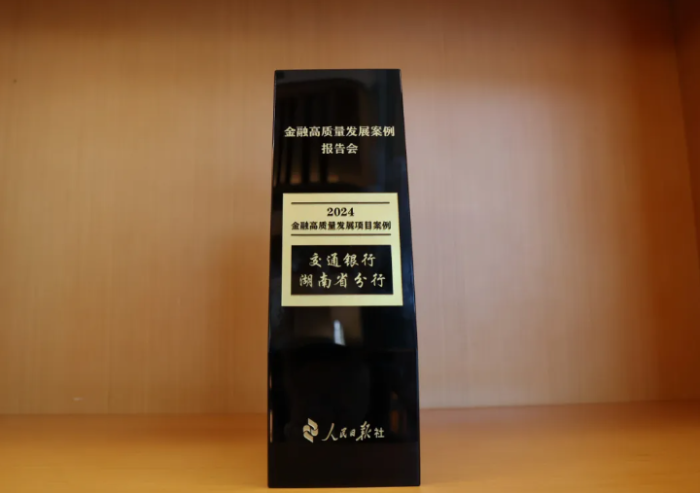 金融高质量发展案例
报告会
2024
金融高质量发展项目案例
交通银行
湖南省分行
人民日报社